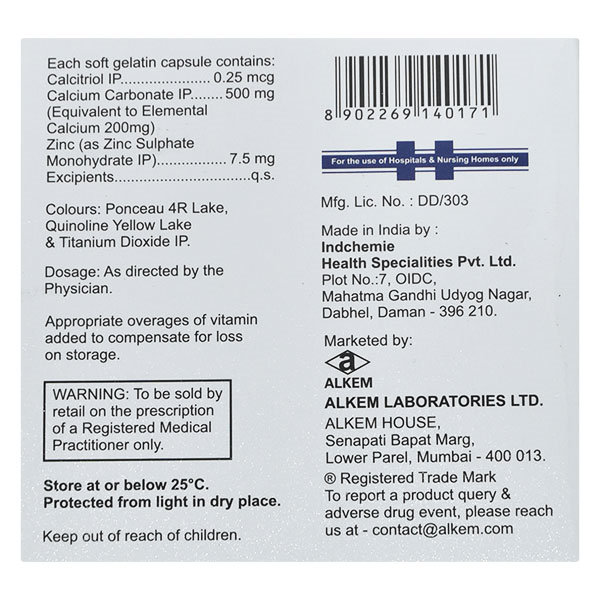 Each soft gelatin capsule contains:
Calcitriol IP...................... 0.25 mcg
Calcium Carbonate IP...... 500 mg
(Equivalent to Elemental
Calcium 200mg)
Zinc (as Zinc Sulphate
Monohydrate IP)................ 7.5 mg
Excipients.............................q.s.
Colours: Ponceau 4R Lake,
Quinoline Yellow Lake
& Titanium Dioxide IP.
Dosage: As directed by the
Physician.
Appropriate overages of vitamin
added to compensate for loss
on storage.
WARNING: To be sold by
retail on the prescription
of a Registered Medical
Practitioner only.
Store at or below 25°C.
Protected from light in dry place.
Keep out of reach of children.
8 902269 140171
For the use of Hospitals & Nursing Homes only
Mfg. Lic. No. : DD/303
Made in India by :
Indchemie
Health Specialities Pvt. Ltd.
Plot No.:7, OIDC,
Mahatma Gandhi Udyog Nagar,
Dabhel, Daman - 396 210.
Marketed by:
a
ALKEM
ALKEM LABORATORIES LTD.
ALKEM HOUSE,
Senapati Bapat Marg,
Lower Parel, Mumbai - 400 013.
® Registered Trade Mark
To report a product query &
adverse drug event, please reach
us at - contact@alkem.com